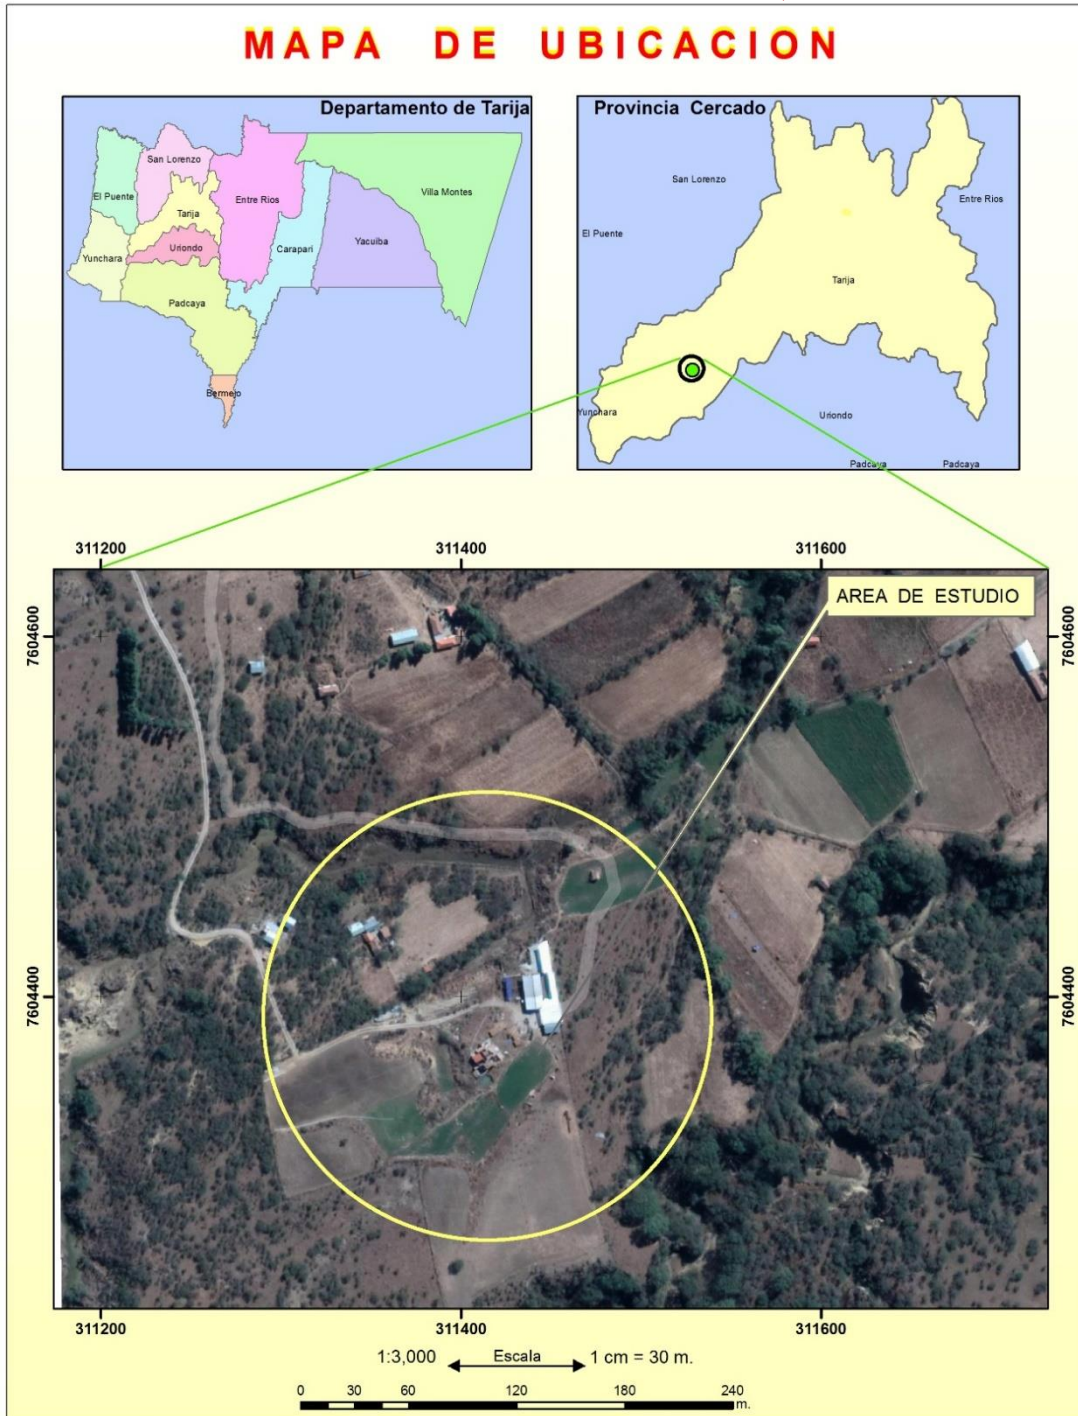 MAPA DE UBICACION
Departamento de Tarija
San Lorenzo
El Puente
Entre Rios
Villa Montes
Tarija
Yunchara
Uriondo
Carapari
Yacuiba
Padcaya
Bermejo
Provincia Cercado
San Lorenzo
Entre Rios
El Puente
Tarija
Yunchara
Uriondo
Padcaya Padcaya
311200 311400 311600
AREA DE ESTUDIO
7604600 7604600
7604400 7604400
311200 311400 311600
1:3,000 Escala 1 cm = 30 m.
0 30 60 120 180 240
m.